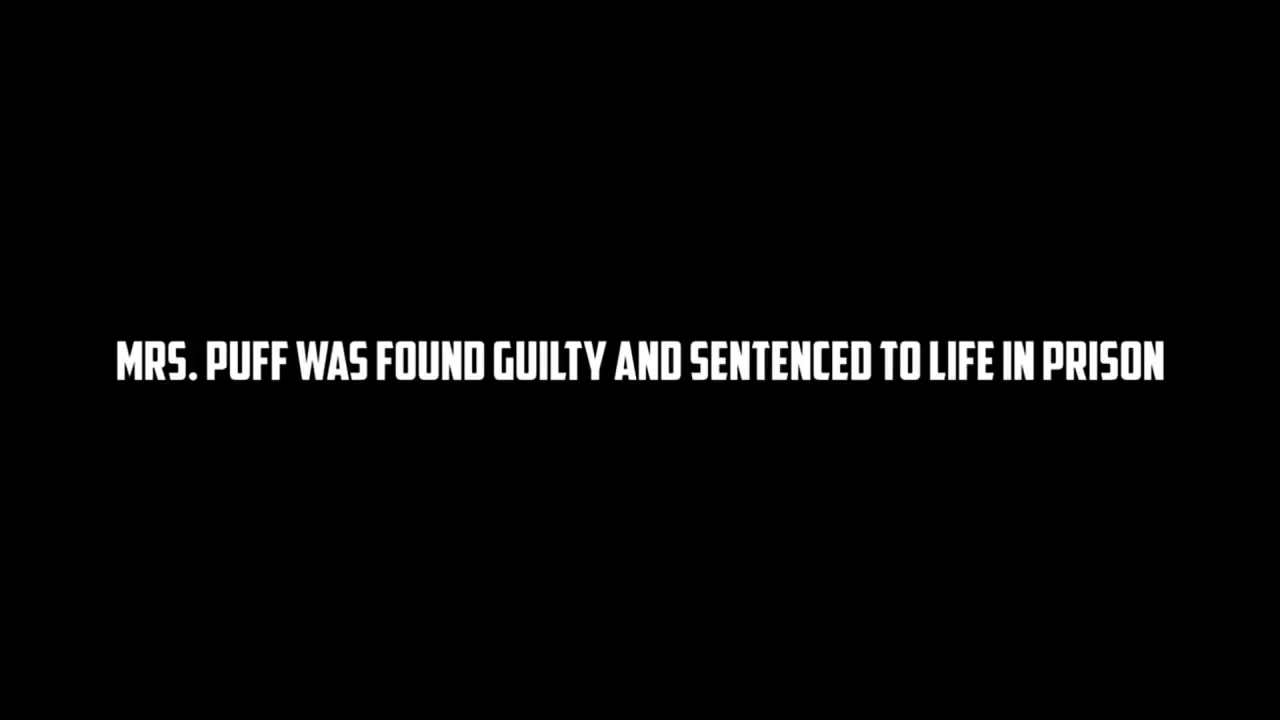 MRS. PUFF WAS FOUND GUILTY AND SENTENCED TO LIFE IN PRISON